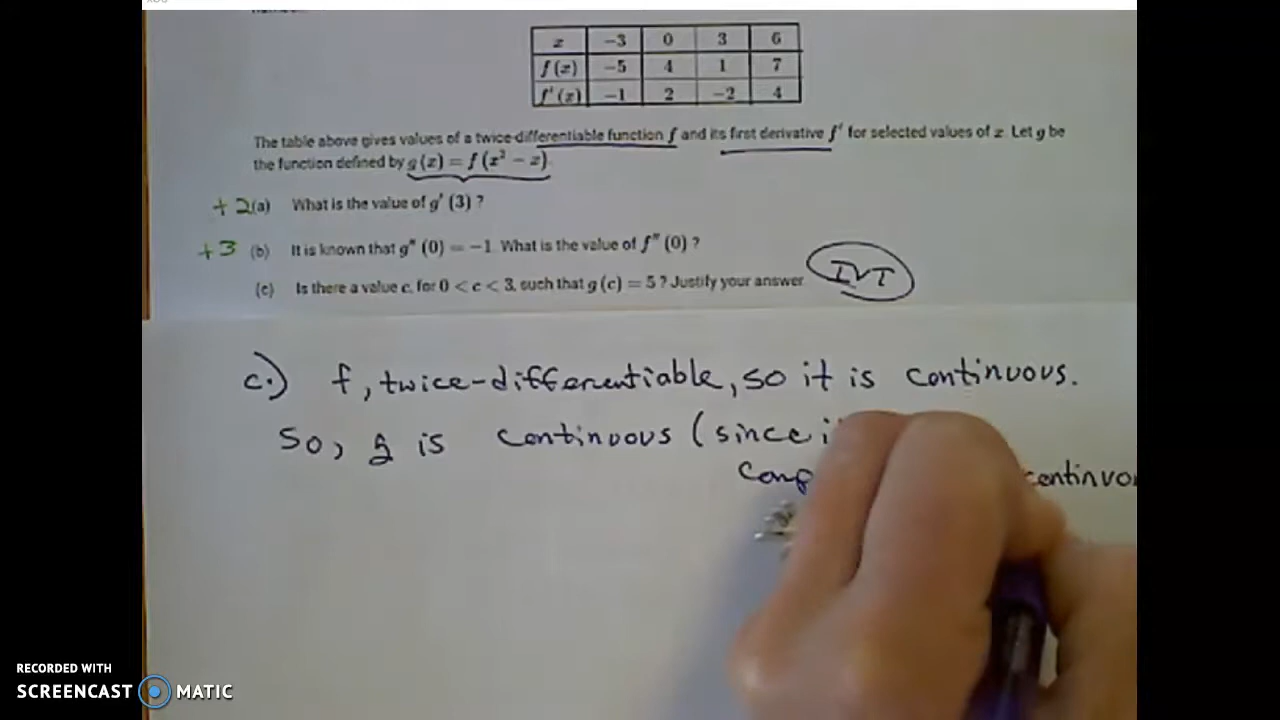 x −3 0 3 6
f(x) −5 4 1 7
f′(x) −1 2 −2 4
The table above gives values of a twice-differentiable function f and its first derivative f′ for selected values of x. Let g be
the function defined by g(x) = f(x² − x).
+2 (a) What is the value of g′(3)?
+3 (b) It is known that g″(0) = −1. What is the value of f″(0)?
(c) Is there a value c, for 0 < c < 3, such that g(c) = 5? Justify your answer
IVT
c.) f, twice-differentiable, so it is continuous.
So, g is continuous (since
RECORDED WITH
SCREENCAST MATIC